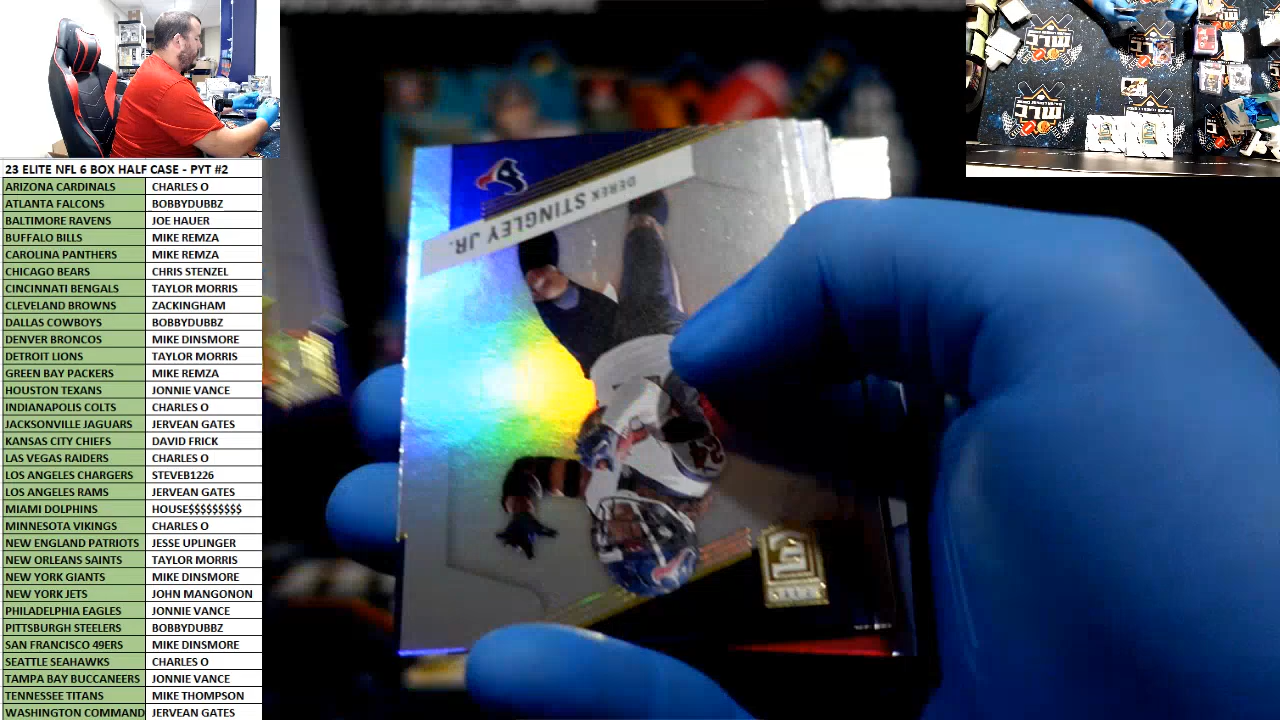 23 ELITE NFL 6 BOX HALF CASE - PYT #2
ARIZONA CARDINALS CHARLES O
ATLANTA FALCONS BOBBYDUBBZ
BALTIMORE RAVENS JOE HAUER
BUFFALO BILLS MIKE REMZA
CAROLINA PANTHERS MIKE REMZA
CHICAGO BEARS CHRIS STENZEL
CINCINNATI BENGALS TAYLOR MORRIS
CLEVELAND BROWNS ZACKINGHAM
DALLAS COWBOYS BOBBYDUBBZ
DENVER BRONCOS MIKE DINSMORE
DETROIT LIONS TAYLOR MORRIS
GREEN BAY PACKERS MIKE REMZA
HOUSTON TEXANS JONNIE VANCE
INDIANAPOLIS COLTS CHARLES O
JACKSONVILLE JAGUARS JERVEAN GATES
KANSAS CITY CHIEFS DAVID FRICK
LAS VEGAS RAIDERS CHARLES O
LOS ANGELES CHARGERS STEVEB1226
LOS ANGELES RAMS JERVEAN GATES
MIAMI DOLPHINS HOUSE$$$$$$$$$
MINNESOTA VIKINGS CHARLES O
NEW ENGLAND PATRIOTS JESSE UPLINGER
NEW ORLEANS SAINTS TAYLOR MORRIS
NEW YORK GIANTS MIKE DINSMORE
NEW YORK JETS JOHN MANGONON
PHILADELPHIA EAGLES JONNIE VANCE
PITTSBURGH STEELERS BOBBYDUBBZ
SAN FRANCISCO 49ERS MIKE DINSMORE
SEATTLE SEAHAWKS CHARLES O
TAMPA BAY BUCCANEERS JONNIE VANCE
TENNESSEE TITANS MIKE THOMPSON
WASHINGTON COMMAND JERVEAN GATES
DEREK STINGLEY JR.
24